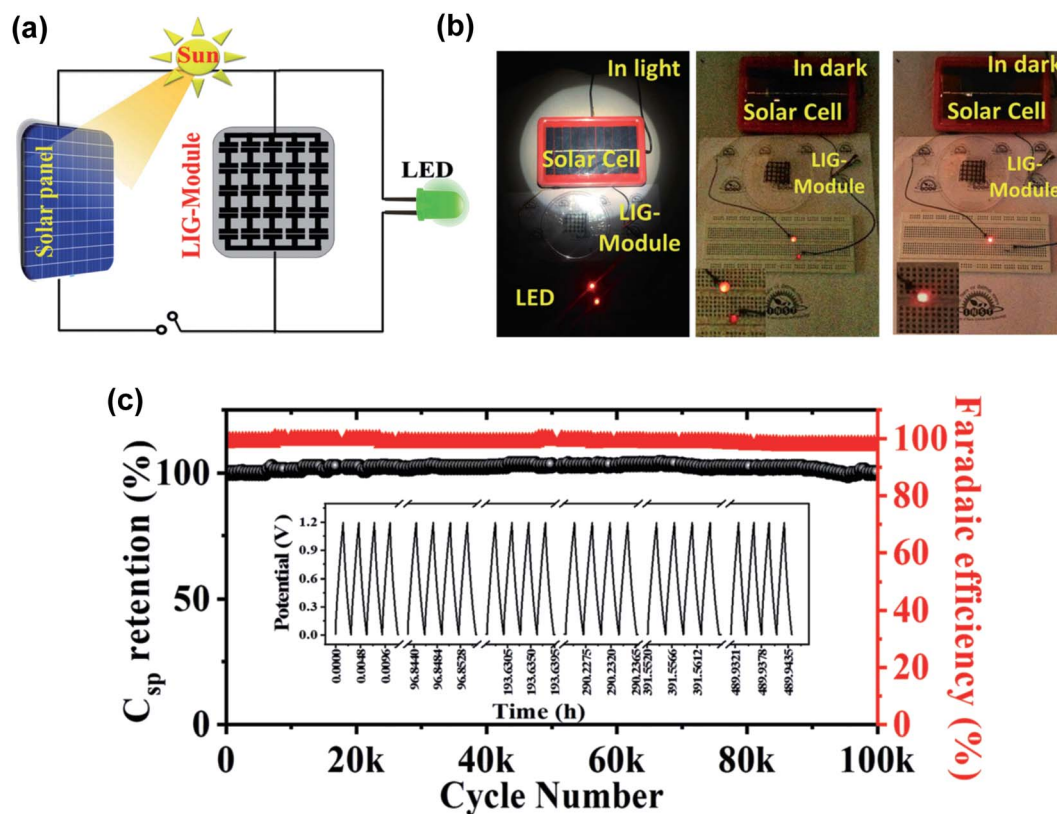 (a)
Sun
Solar panel
LIG-Module
LED
(b)
In light
Solar Cell
LIG-
Module
LED
In dark
Solar Cell
LIG-
Module
In dark
Solar Cell
LIG-
Module
INST
(c)
Csp retention (%)
100
50
0
Faradaic efficiency (%)
100
80
60
40
20
0
Potential (V)
1.2
0.9
0.6
0.3
0.0
0.0000
0.0048
0.0096
96.8440
96.8484
96.8528
193.6305
193.6350
193.6395
290.2275
290.2320
290.2365
391.5520
391.5566
391.5612
489.9321
489.9378
489.9435
Time (h)
0
20k
40k
60k
80k
100k
Cycle Number